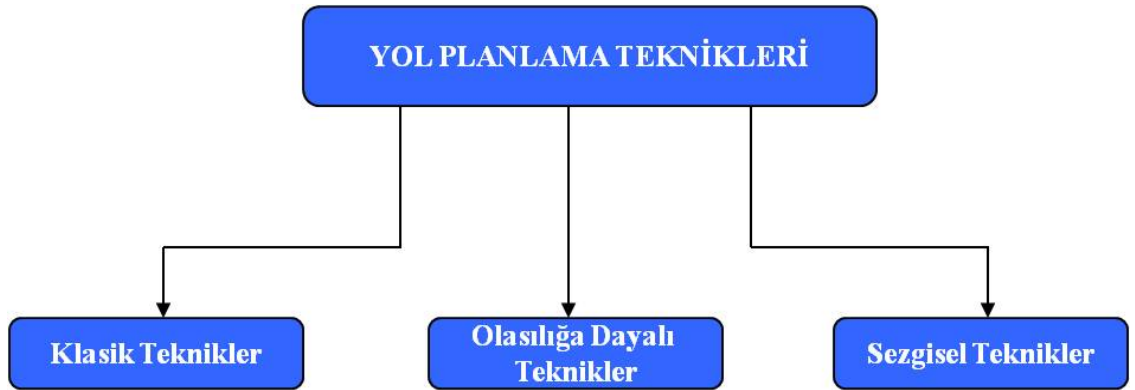 YOL PLANLAMA TEKNİKLERİ
Klasik Teknikler
Olasılığa Dayalı
Teknikler
Sezgisel Teknikler